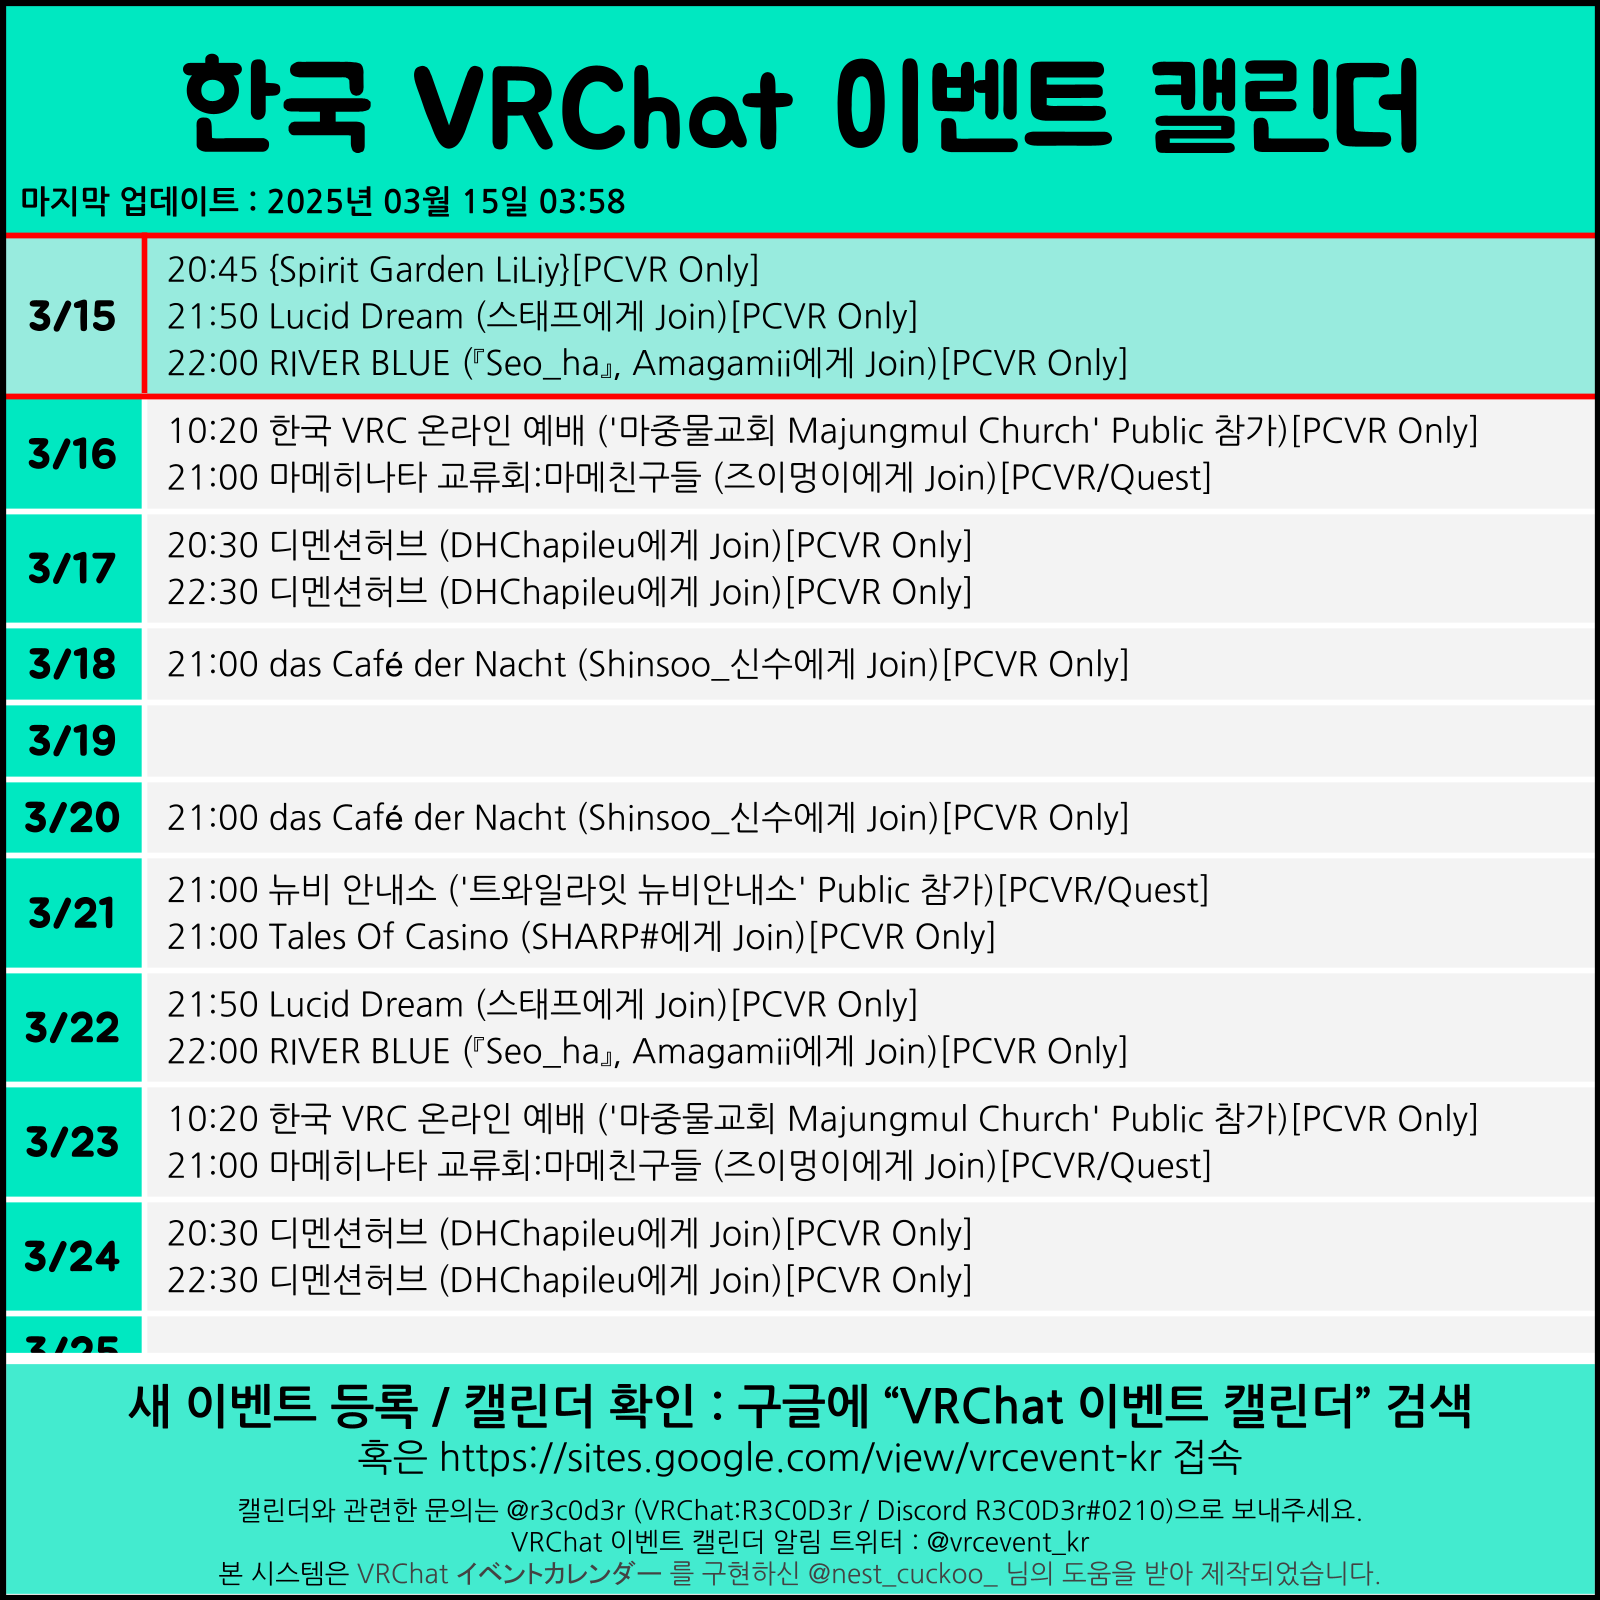 한국 VRChat 이벤트 캘린더
마지막 업데이트 : 2025년 03월 15일 03:58
3/15
20:45 {Spirit Garden LiLiy}[PCVR Only]
21:50 Lucid Dream (스태프에게 Join)[PCVR Only]
22:00 RIVER BLUE (『Seo_ha』, Amagamii에게 Join)[PCVR Only]
3/16
10:20 한국 VRC 온라인 예배 ('마중물교회 Majungmul Church' Public 참가)[PCVR Only]
21:00 마메히나타 교류회:마메친구들 (즈이멍이에게 Join)[PCVR/Quest]
3/17
20:30 디멘션허브 (DHChapileu에게 Join)[PCVR Only]
22:30 디멘션허브 (DHChapileu에게 Join)[PCVR Only]
3/18
21:00 das Café der Nacht (Shinsoo_신수에게 Join)[PCVR Only]
3/19
3/20
21:00 das Café der Nacht (Shinsoo_신수에게 Join)[PCVR Only]
3/21
21:00 뉴비 안내소 ('트와일라잇 뉴비안내소' Public 참가)[PCVR/Quest]
21:00 Tales Of Casino (SHARP#에게 Join)[PCVR Only]
3/22
21:50 Lucid Dream (스태프에게 Join)[PCVR Only]
22:00 RIVER BLUE (『Seo_ha』, Amagamii에게 Join)[PCVR Only]
3/23
10:20 한국 VRC 온라인 예배 ('마중물교회 Majungmul Church' Public 참가)[PCVR Only]
21:00 마메히나타 교류회:마메친구들 (즈이멍이에게 Join)[PCVR/Quest]
3/24
20:30 디멘션허브 (DHChapileu에게 Join)[PCVR Only]
22:30 디멘션허브 (DHChapileu에게 Join)[PCVR Only]
3/25
새 이벤트 등록 / 캘린더 확인 : 구글에 “VRChat 이벤트 캘린더” 검색
혹은 https://sites.google.com/view/vrcevent-kr 접속
캘린더와 관련한 문의는 @r3c0d3r (VRChat:R3C0D3r / Discord R3C0D3r#0210)으로 보내주세요.
VRChat 이벤트 캘린더 알림 트위터 : @vrcevent_kr
본 시스템은 VRChat イベントカレンダー 를 구현하신 @nest_cuckoo_ 님의 도움을 받아 제작되었습니다.